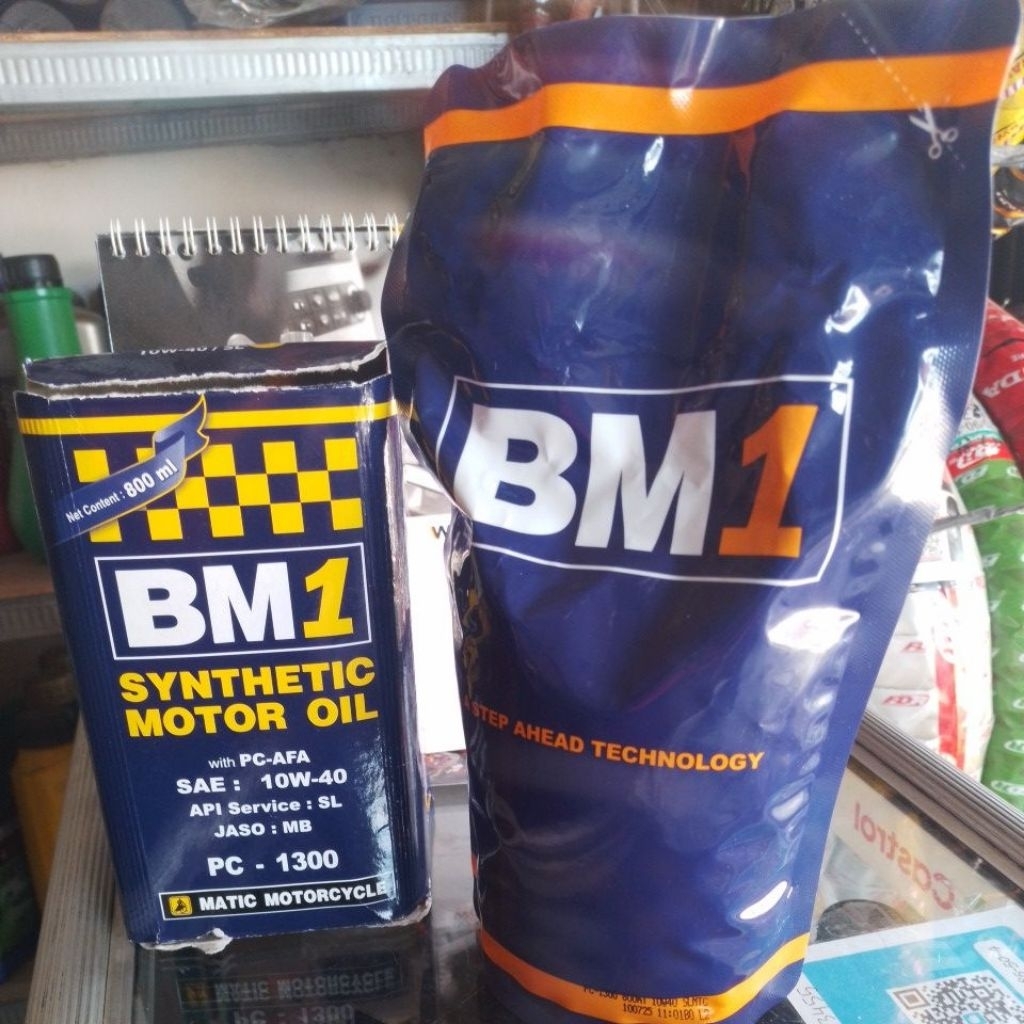 Net Content : 800 ml
BM1
SYNTHETIC
MOTOR OIL
with PC-AFA
SAE : 10W-40
API Service : SL
JASO : MB
PC - 1300
MATIC MOTORCYCLE
BM1
A STEP AHEAD TECHNOLOGY
Castrol